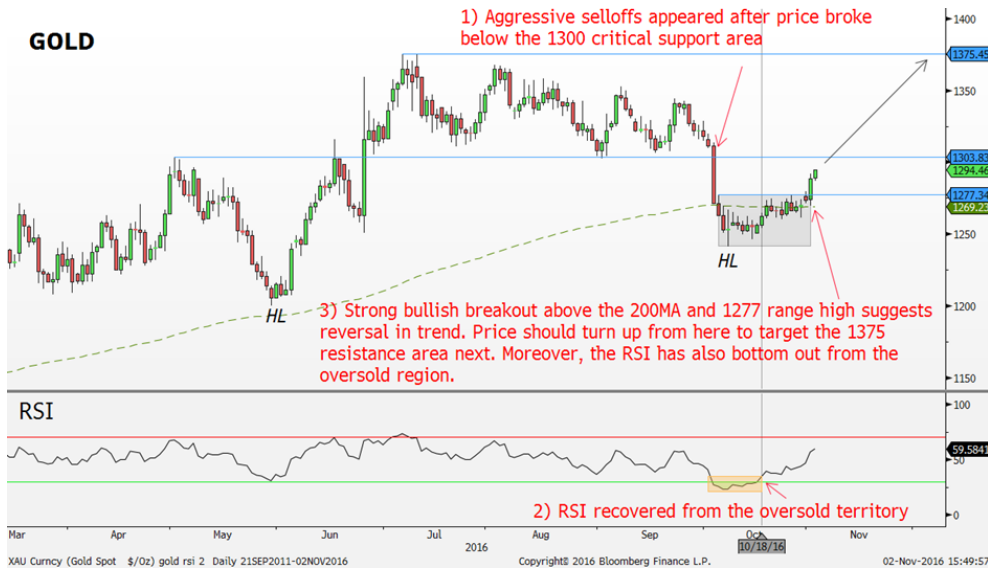 GOLD
1) Aggressive selloffs appeared after price broke
below the 1300 critical support area
1400
1375.45
1350
1303.83
1294.46
1277.34
1269.23
1250
1200
1150
HL
HL
3) Strong bullish breakout above the 200MA and 1277 range high suggests
reversal in trend. Price should turn up from here to target the 1375
resistance area next. Moreover, the RSI has also bottom out from the
oversold region.
RSI
100
59.5841
50
0
2) RSI recovered from the oversold territory
Mar Apr May Jun Jul Aug Sep Oct Nov
2016
10/18/16
XAU Curncy (Gold Spot $/Oz) gold rsi 2 Daily 21SEP2011-02NOV2016
Copyright© 2016 Bloomberg Finance L.P.
02-Nov-2016 15:49:57